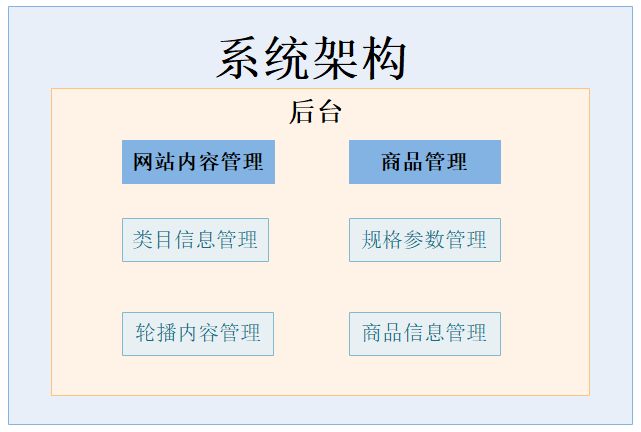 系统架构
后台
网站内容管理
商品管理
类目信息管理
规格参数管理
轮播内容管理
商品信息管理